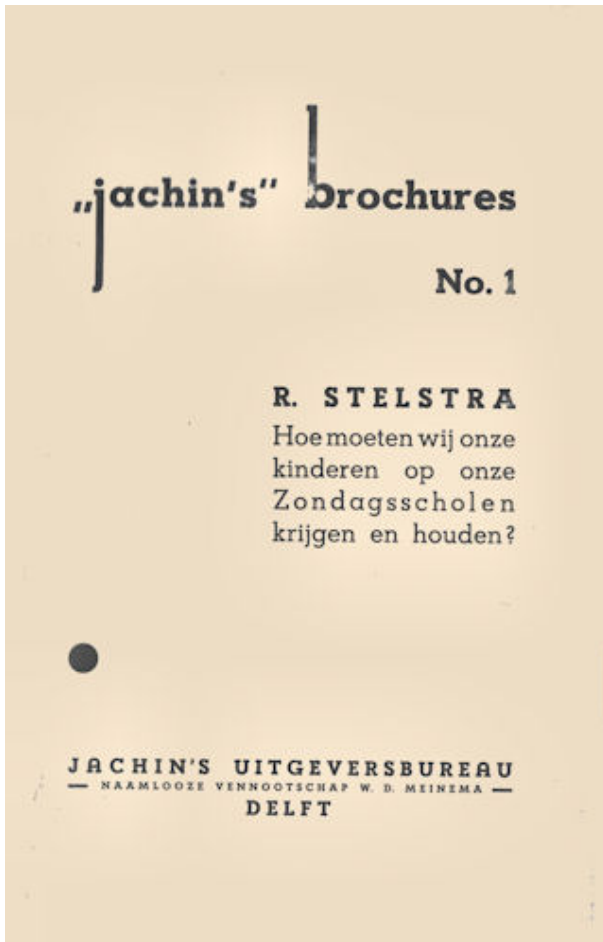 „jachin's" brochures
No. 1
R. STELSTRA
Hoe moeten wij onze
kinderen op onze
Zondagsscholen
krijgen en houden?
JACHIN'S UITGEVERSBUREAU
— NAAMLOOZE VENNOOTSCHAP W. D. MEINEMA —
DELFT